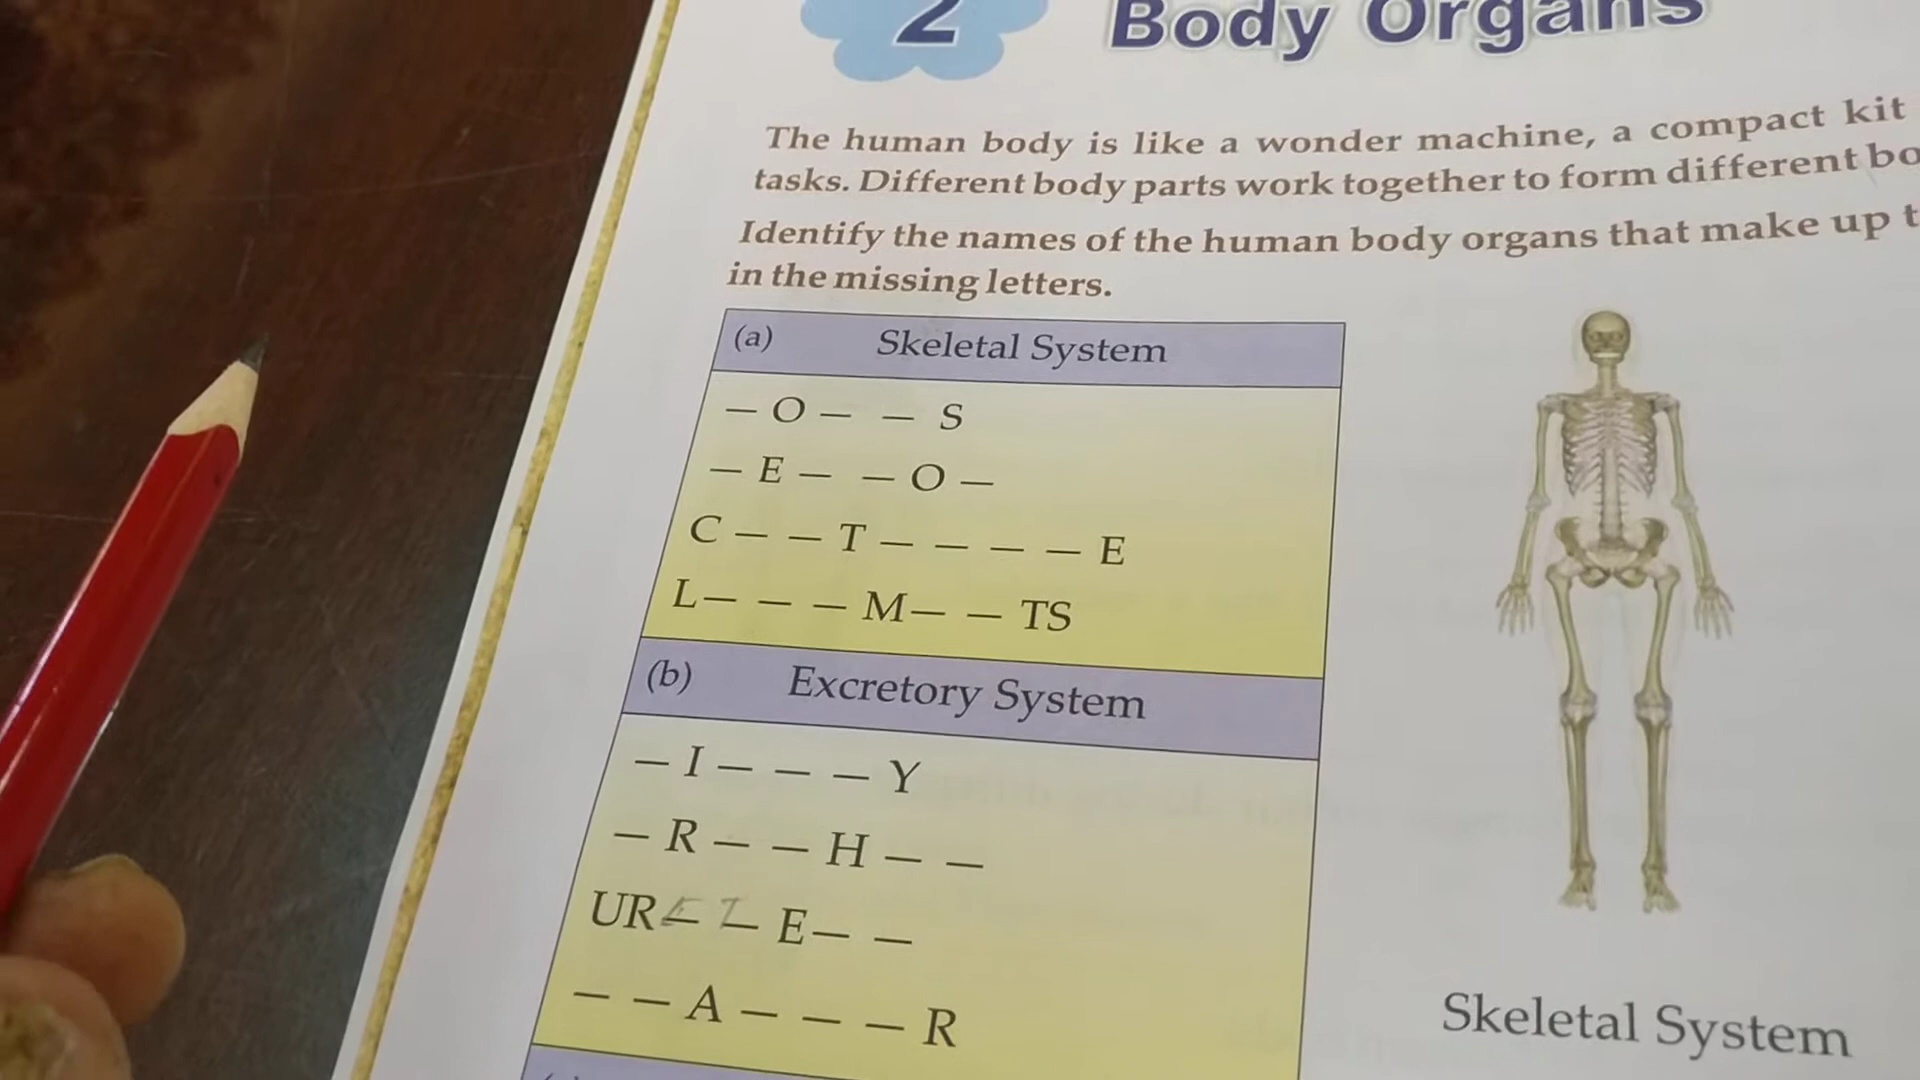 2 Body Organs
The human body is like a wonder machine, a compact kit
tasks. Different body parts work together to form different bo
Identify the names of the human body organs that make up t
in the missing letters.
(a) Skeletal System
— O — — S
— E — — O —
C — — T — — — — E
L — — — M — — TS
(b) Excretory System
— I — — — Y
— R — — H — —
UR E T E — —
— — A — — — R
Skeletal System